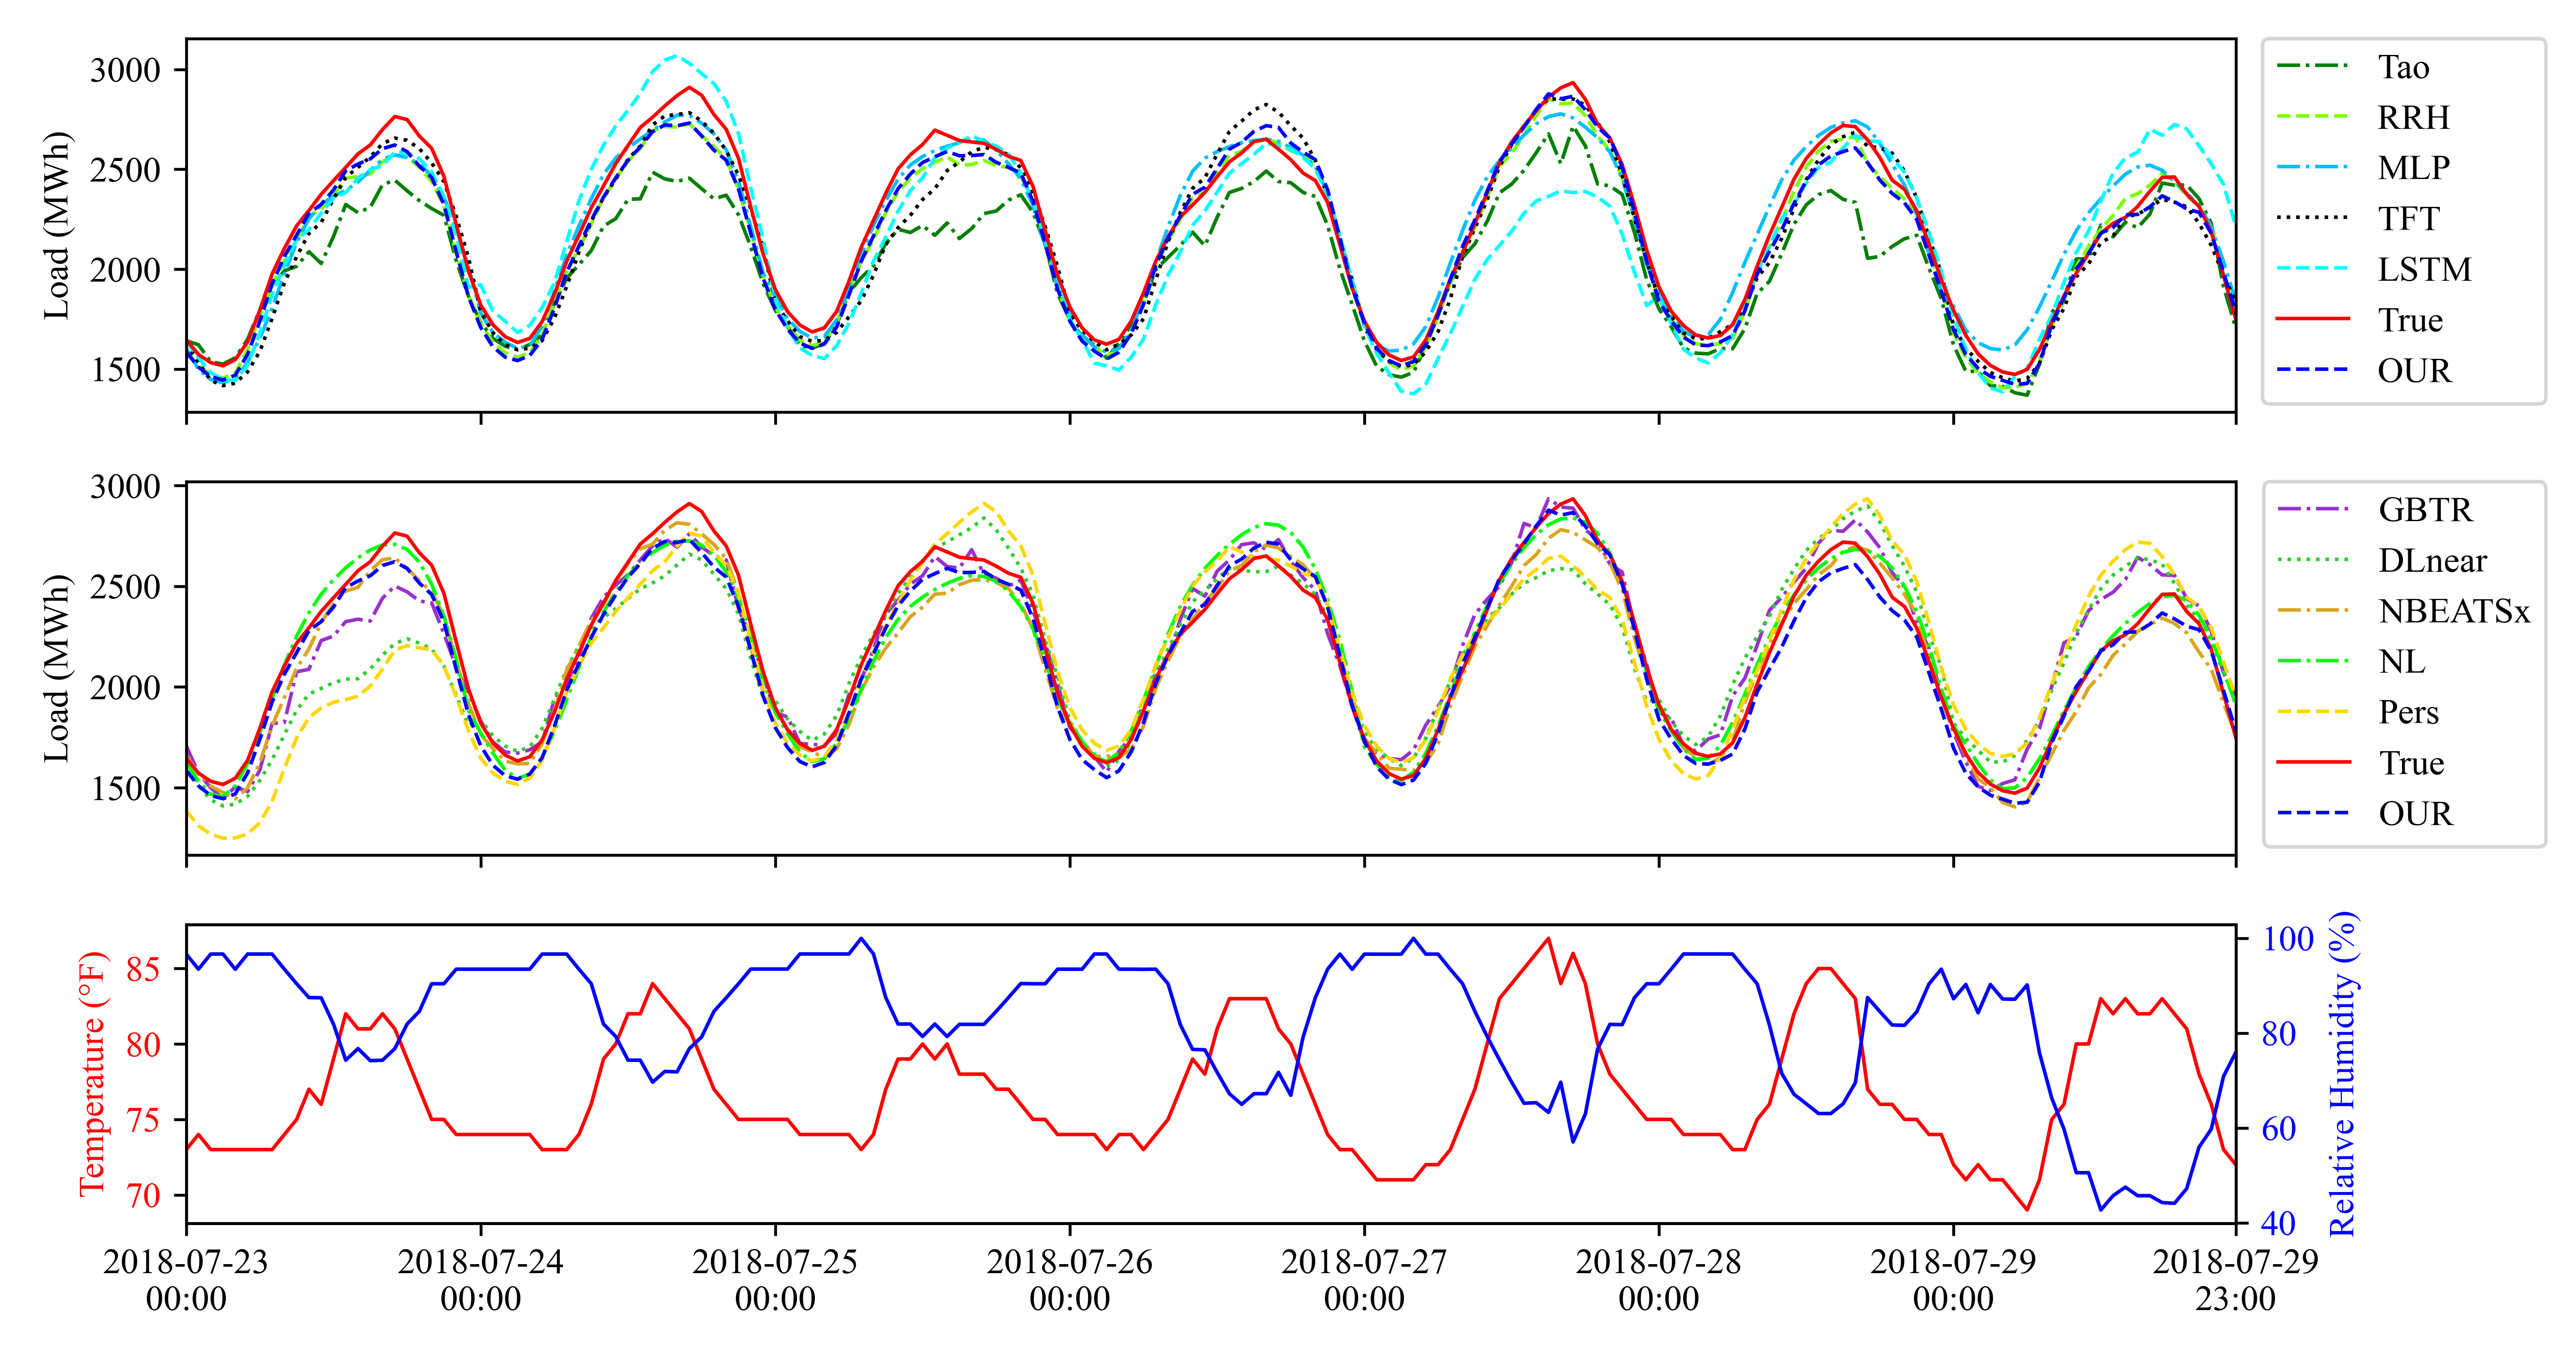 3000
2500
2000
1500
Load (MWh)
Tao
RRH
MLP
TFT
LSTM
True
OUR
3000
2500
2000
1500
Load (MWh)
GBTR
DLnear
NBEATSx
NL
Pers
True
OUR
85
80
75
70
Temperature (°F)
100
80
60
40
Relative Humidity (%)
2018-07-23 2018-07-24 2018-07-25 2018-07-26 2018-07-27 2018-07-28 2018-07-29 2018-07-29
00:00 00:00 00:00 00:00 00:00 00:00 00:00 23:00